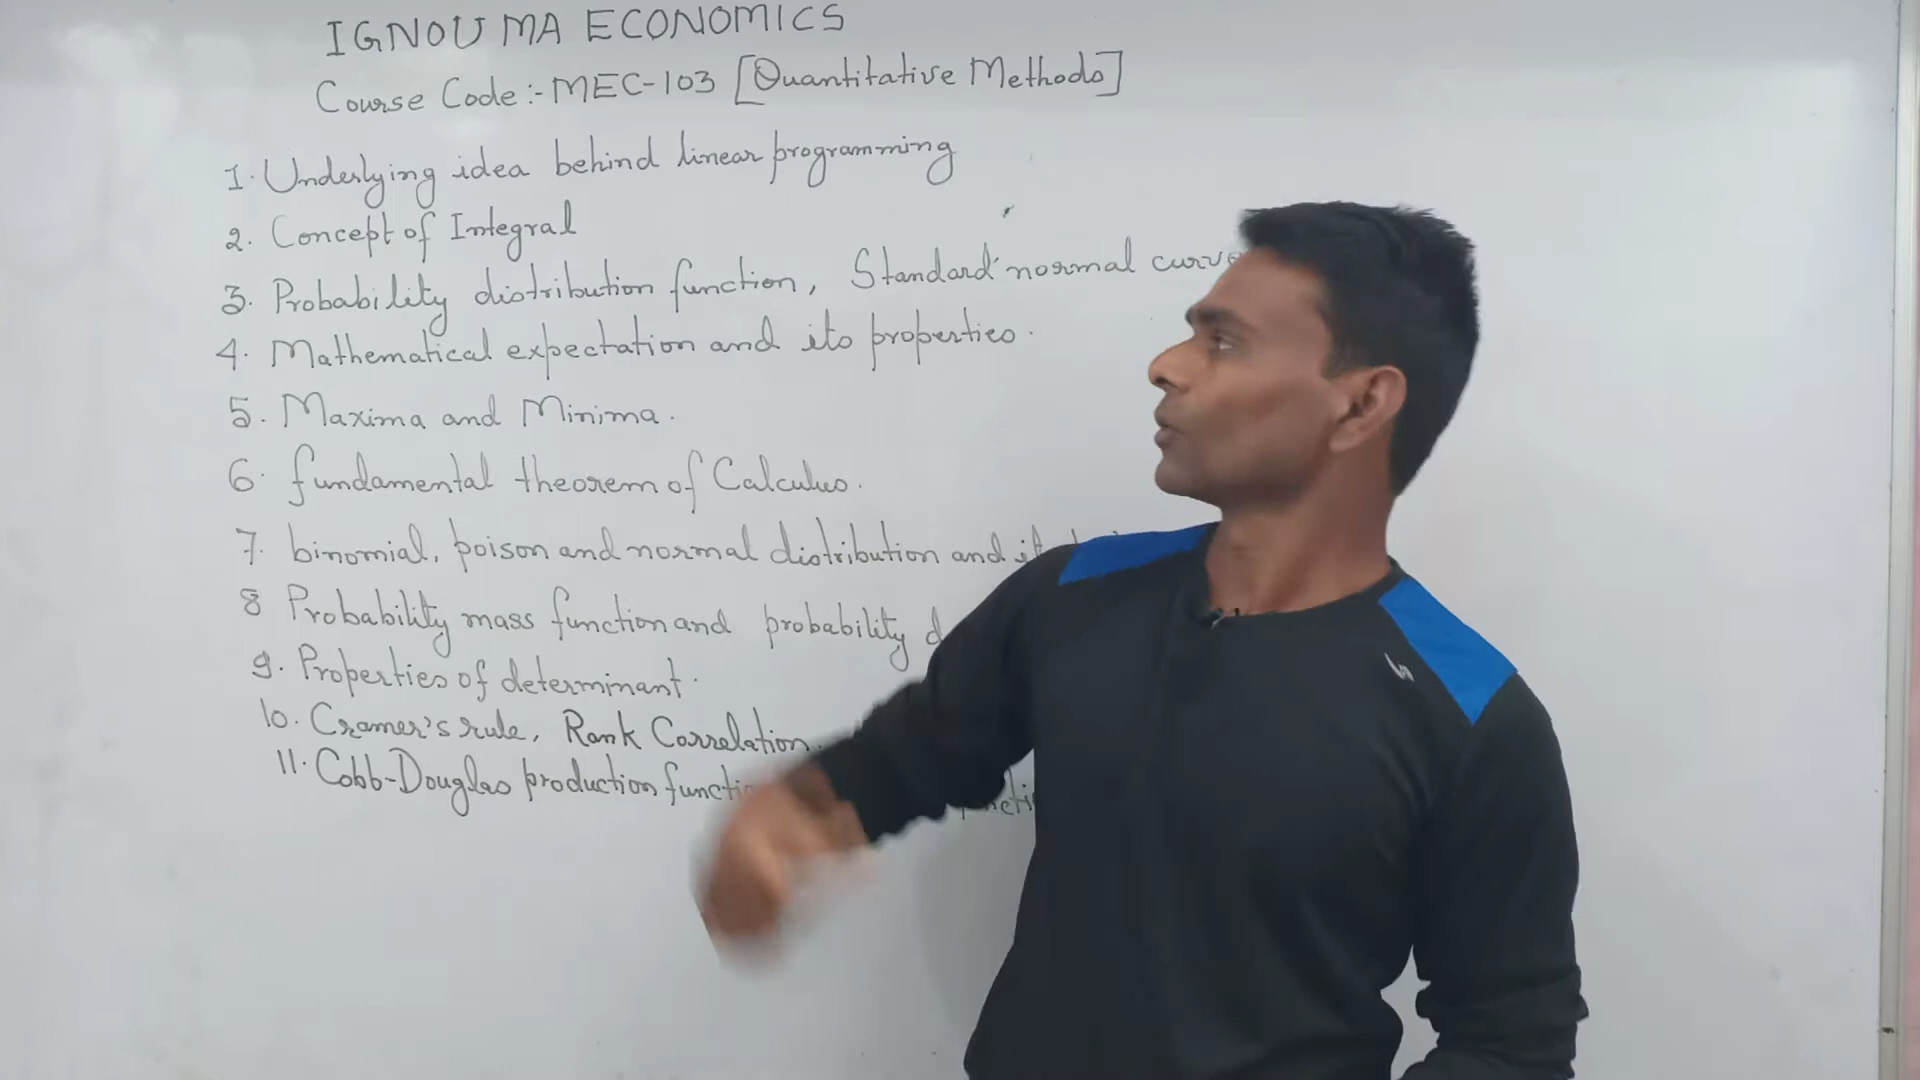 IGNOU MA ECONOMICS
Course Code :- MEC-103 [Quantitative Methods]
1. Underlying idea behind linear programming
2. Concept of Integral
3. Probability distribution function, Standard normal curve
4. Mathematical expectation and its properties.
5. Maxima and Minima.
6. fundamental theorem of Calculus.
7. binomial, poison and normal distribution and
8 Probability mass function and probability
9. Properties of determinant.
10. Cramer's rule, Rank Correlation,
11. Cobb-Douglas production